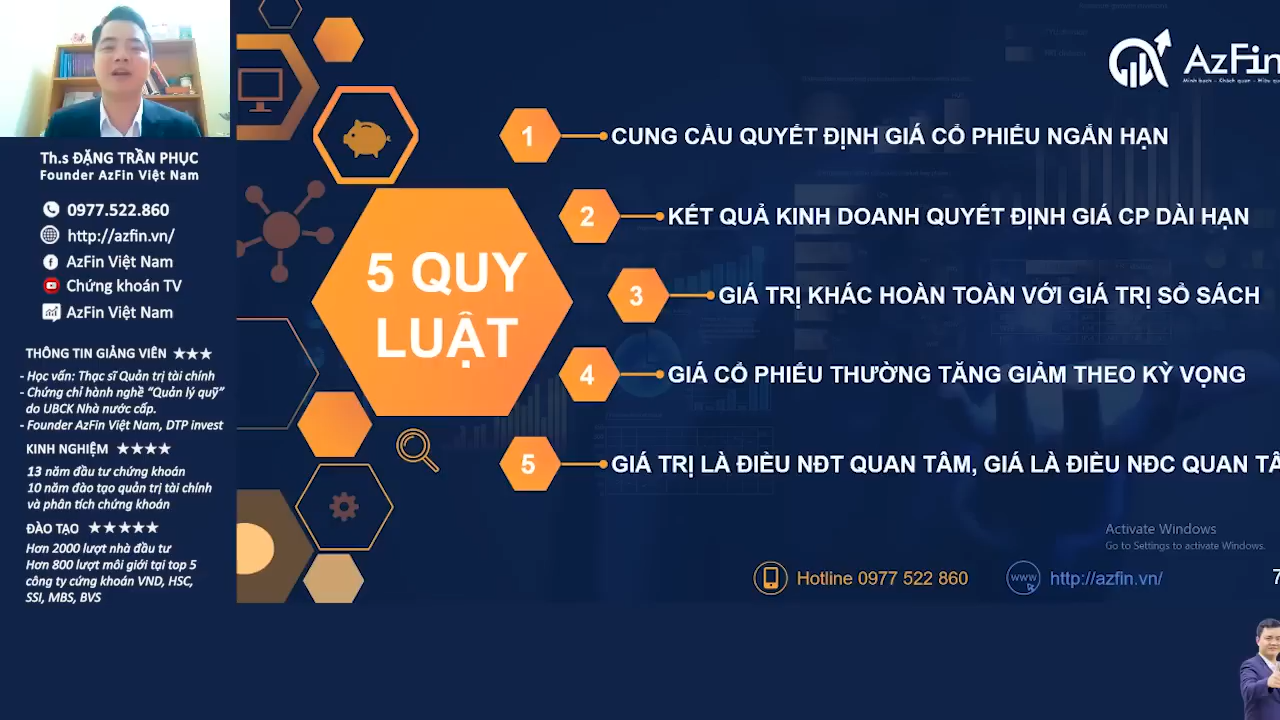 Th.s ĐẶNG TRẦN PHỤC
Founder AzFin Việt Nam
0977.522.860
http://azfin.vn/
AzFin Việt Nam
Chứng khoán TV
AzFin Việt Nam
THÔNG TIN GIẢNG VIÊN ★★★
- Học vấn: Thạc sĩ Quản trị tài chính
- Chứng chỉ hành nghề “Quản lý quỹ”
do UBCK Nhà nước cấp.
- Founder AzFin Việt Nam, DTP invest
KINH NGHIỆM ★★★★
13 năm đầu tư chứng khoán
10 năm đào tạo quản trị tài chính
và phân tích chứng khoán
ĐÀO TẠO ★★★★★
Hơn 2000 lượt nhà đầu tư
Hơn 800 lượt môi giới tại top 5
công ty cứng khoán VND, HSC,
SSI, MBS, BVS
AzFin
5 QUY
LUẬT
1 CUNG CẦU QUYẾT ĐỊNH GIÁ CỔ PHIẾU NGẮN HẠN
2 KẾT QUẢ KINH DOANH QUYẾT ĐỊNH GIÁ CP DÀI HẠN
3 GIÁ TRỊ KHÁC HOÀN TOÀN VỚI GIÁ TRỊ SỔ SÁCH
4 GIÁ CỔ PHIẾU THƯỜNG TĂNG GIẢM THEO KỲ VỌNG
5 GIÁ TRỊ LÀ ĐIỀU NĐT QUAN TÂM, GIÁ LÀ ĐIỀU NĐC QUAN TÂ
Activate Windows
Go to Settings to activate Windows.
Hotline 0977 522 860
www http://azfin.vn/
7